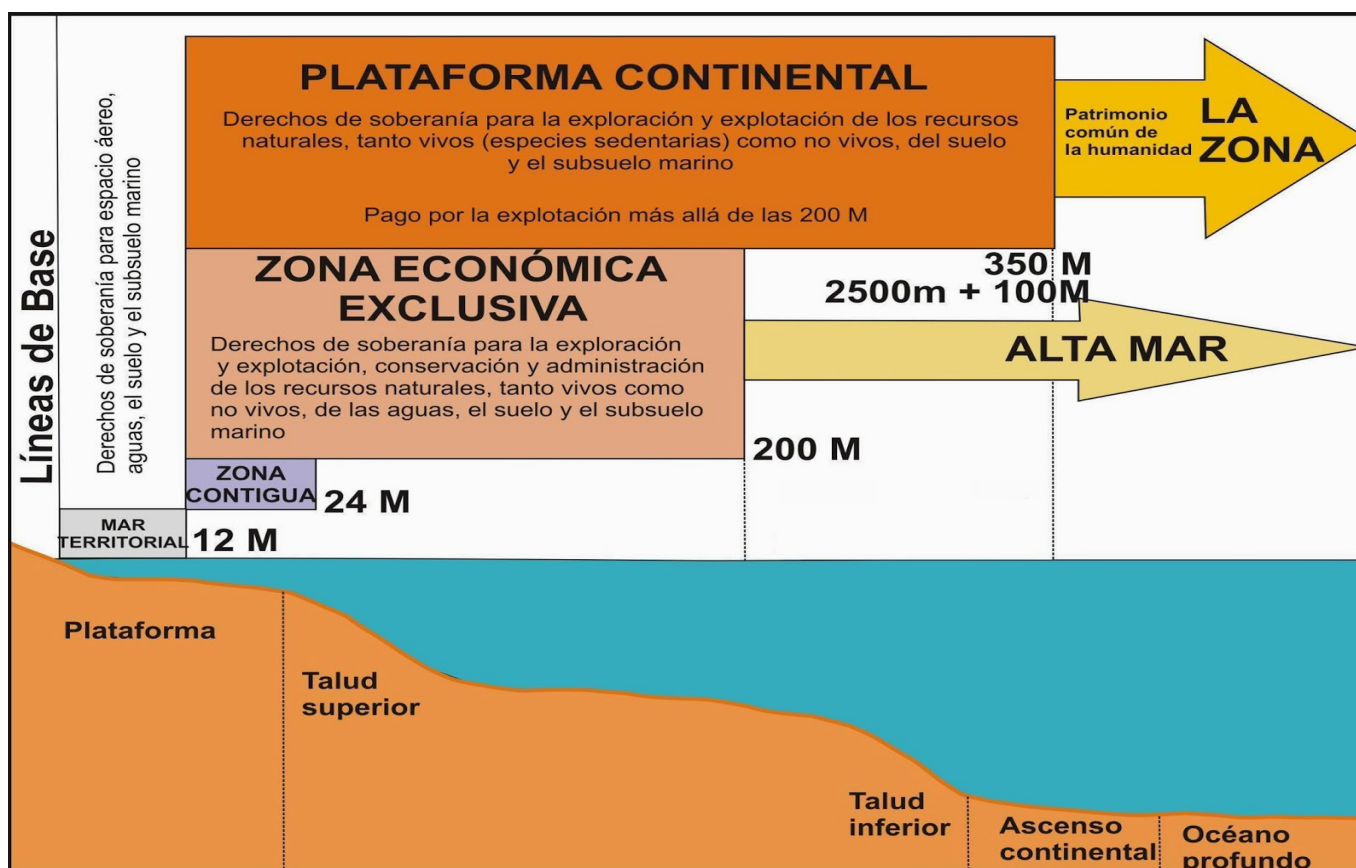 Líneas de Base
Derechos de soberanía para espacio áereo,
aguas, el suelo y el subsuelo marino
PLATAFORMA CONTINENTAL
Derechos de soberanía para la exploración y explotación de los recursos
naturales, tanto vivos (especies sedentarias) como no vivos, del suelo
y el subsuelo marino
Pago por la explotación más allá de las 200 M
Patrimonio
común de
la humanidad
LA
ZONA
ZONA ECONÓMICA
EXCLUSIVA
Derechos de soberanía para la exploración
y explotación, conservación y administración
de los recursos naturales, tanto vivos como
no vivos, de las aguas, el suelo y el subsuelo
marino
350 M
2500m + 100M
ALTA MAR
200 M
ZONA
CONTIGUA
24 M
MAR
TERRITORIAL
12 M
Plataforma
Talud
superior
Talud
inferior
Ascenso
continental
Océano
profundo